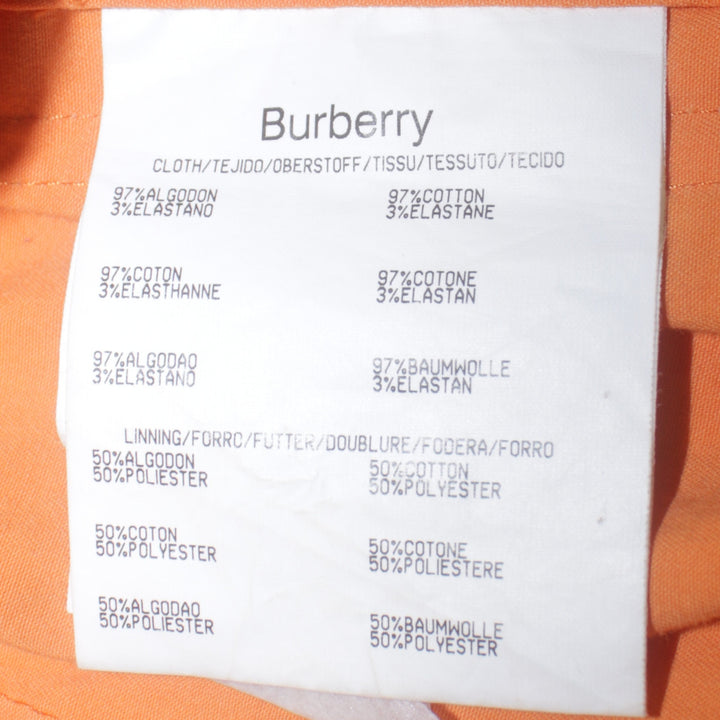 Burberry
CLOTH/TEJIDO/OBERSTOFF/TISSU/TESSUTO/TECIDO
97%ALGODON 97%COTTON
3%ELASTANO 3%ELASTANE
97%COTON 97%COTONE
3%ELASTHANNE 3%ELASTAN
97%ALGODAO 97%BAUMWOLLE
3%ELASTANO 3%ELASTAN
LINNING/FORRO/FUTTER/DOUBLURE/FODERA/FORRO
50%ALGODON 50%COTTON
50%POLIESTER 50%POLYESTER
50%COTON 50%COTONE
50%POLYESTER 50%POLIESTERE
50%ALGODAO 50%BAUMWOLLE
50%POLIESTER 50%POLYESTER